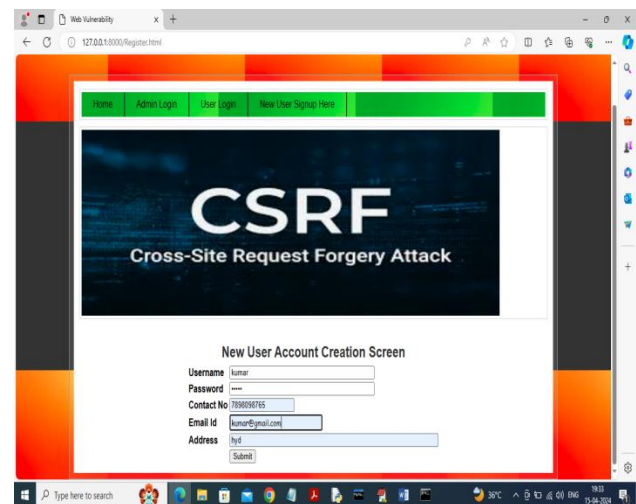 Web Vulnerability
127.0.0.1:8000/Register.html
Home Admin Login User Login New User Signup Here
CSRF
Cross-Site Request Forgery Attack
New User Account Creation Screen
Username kumar
Password •••••
Contact No 7898098765
Email Id kumar@gmail.com
Address hyd
Submit
Type here to search
36°C ENG 19:33
15-04-2024